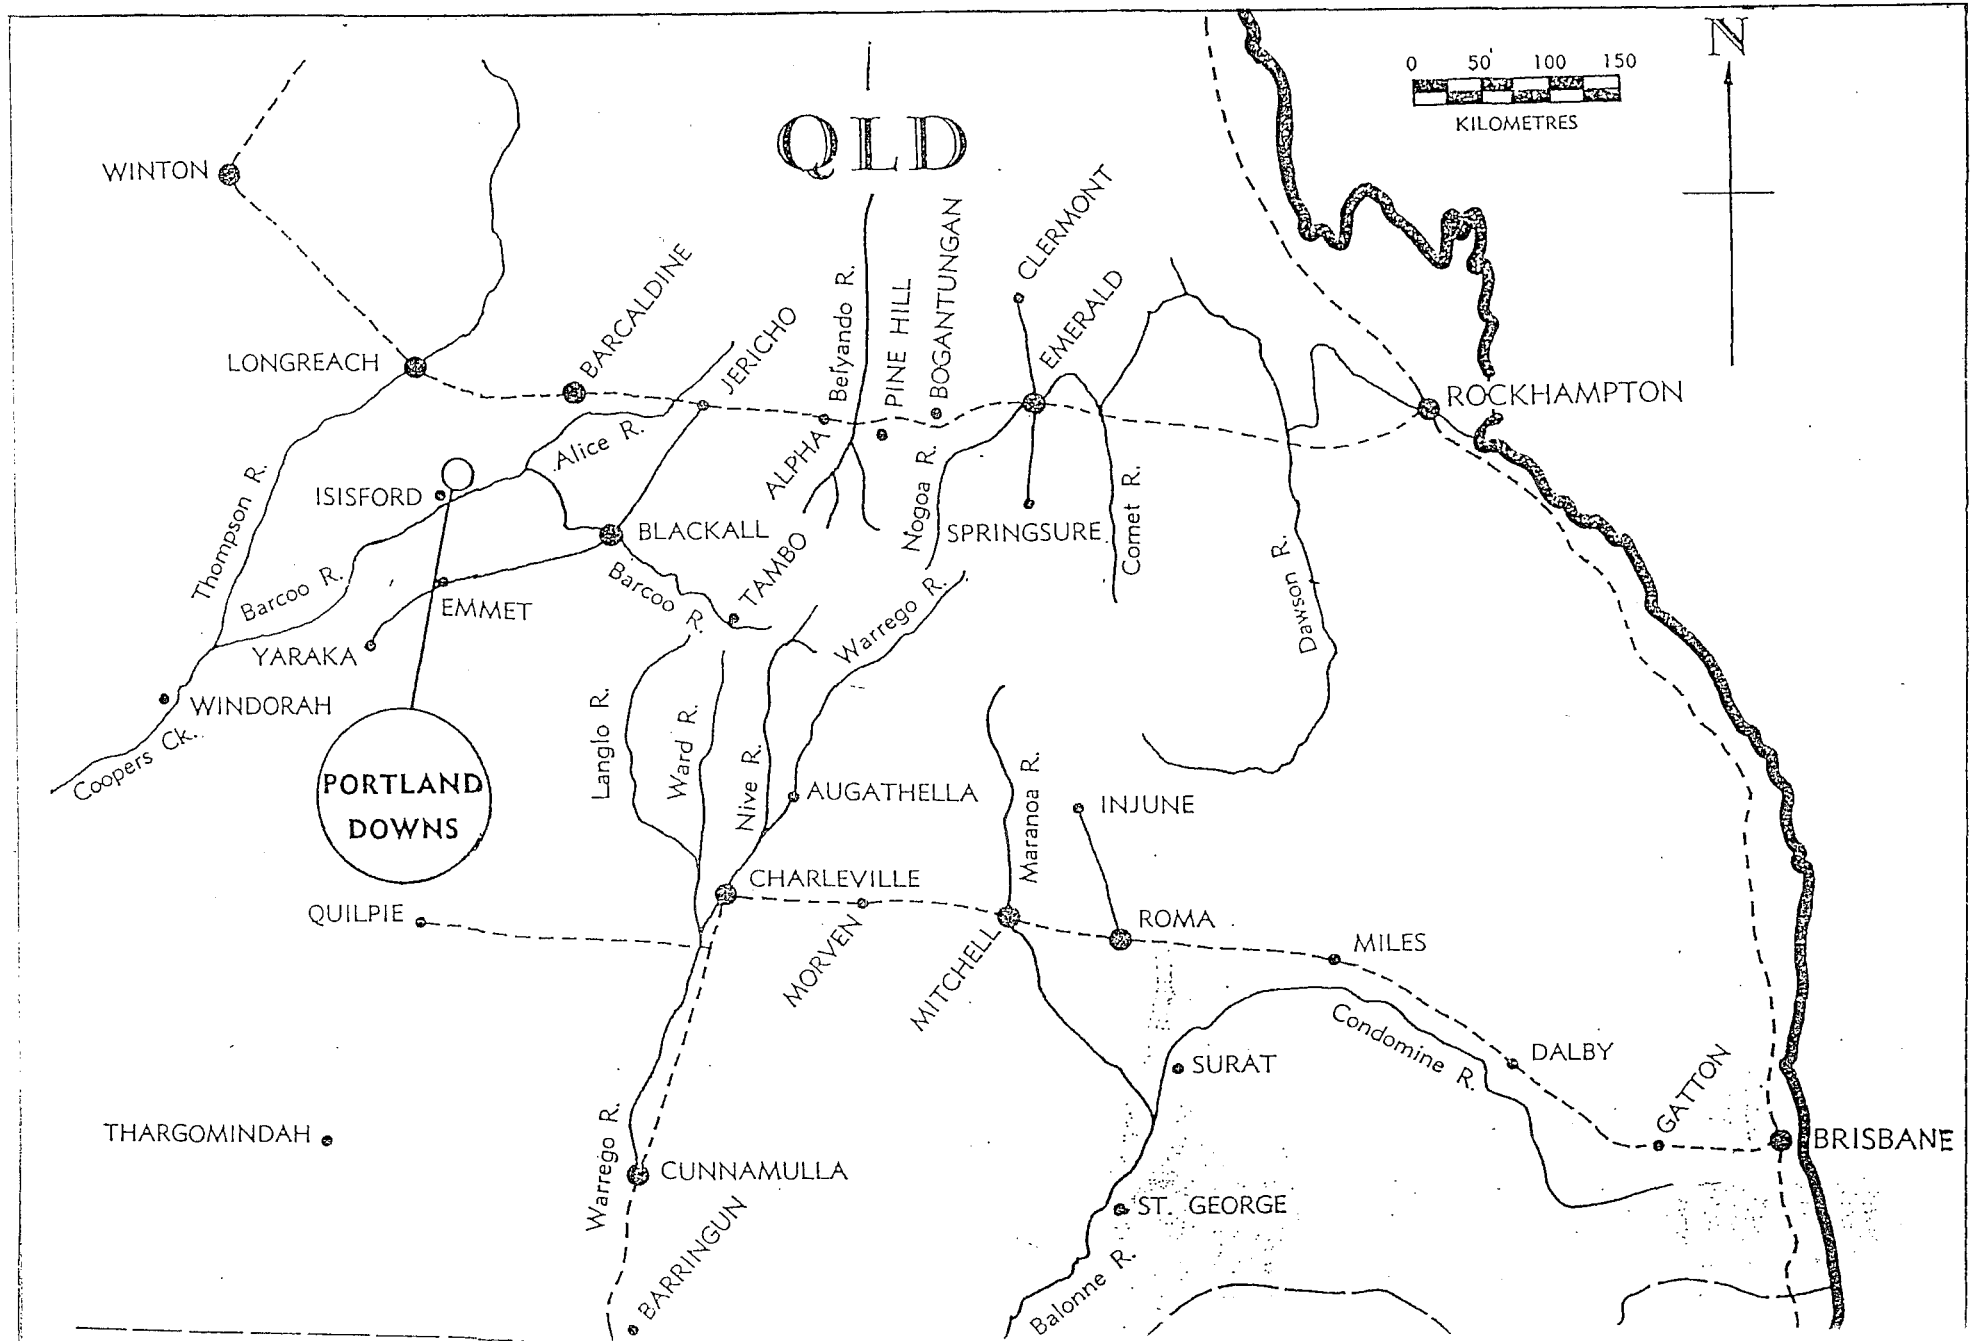 N
0 50 100 150
KILOMETRES
QLD
WINTON
CLERMONT
BOGANTUNGAN
BARCALDINE
Belyando R.
PINE HILL
EMERALD
JERICHO
LONGREACH
ROCKHAMPTON
Alice R.
ALPHA
Thompson R.
ISISFORD
BLACKALL
Nogoa R.
SPRINGSURE
Comet R.
TAMBO
Dawson R.
Barcoo R.
Barcoo R.
EMMET
Warrego R.
YARAKA
WINDORAH
Coopers Ck.
Langlo R.
Ward R.
Nive R.
PORTLAND
DOWNS
AUGATHELLA
Maranoa R.
INJUNE
CHARLEVILLE
QUILPIE
MORVEN
MITCHELL
ROMA
MILES
Condomine R.
DALBY
SURAT
GATTON
THARGOMINDAH
BRISBANE
Warrego R.
CUNNAMULLA
BARRINGUN
ST. GEORGE
Balonne R.